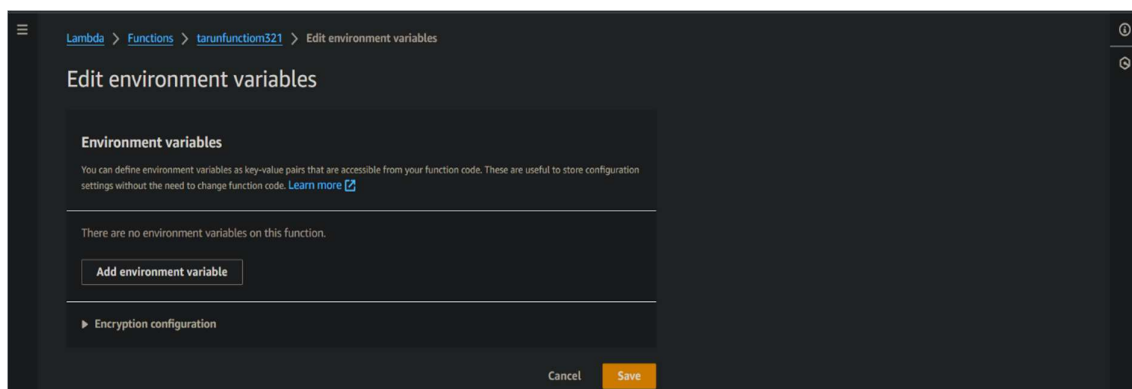 Lambda > Functions > tarunfunctiom321 > Edit environment variables
Edit environment variables
Environment variables
You can define environment variables as key-value pairs that are accessible from your function code. These are useful to store configuration
settings without the need to change function code. Learn more
There are no environment variables on this function.
Add environment variable
Encryption configuration
Cancel Save